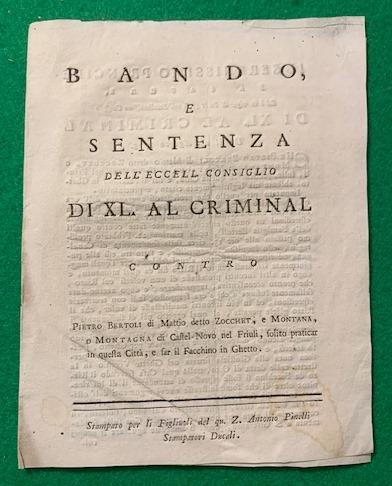 BANDO,
E
SENTENZA
DELL'ECCELL. CONSIGLIO
DI XL. AL CRIMINAL
CONTRO
PIETRO BERTOLI di Mattio detto ZOCCHET, e MONTANA,
o MONTAGNA di Castel-Novo nel Friuli, solito praticar
in questa Città, e far il Facchino in Ghetto.
Stampato per li Figliuoli del qu. Z. Antonio Pinelli
Stampatori Ducali.